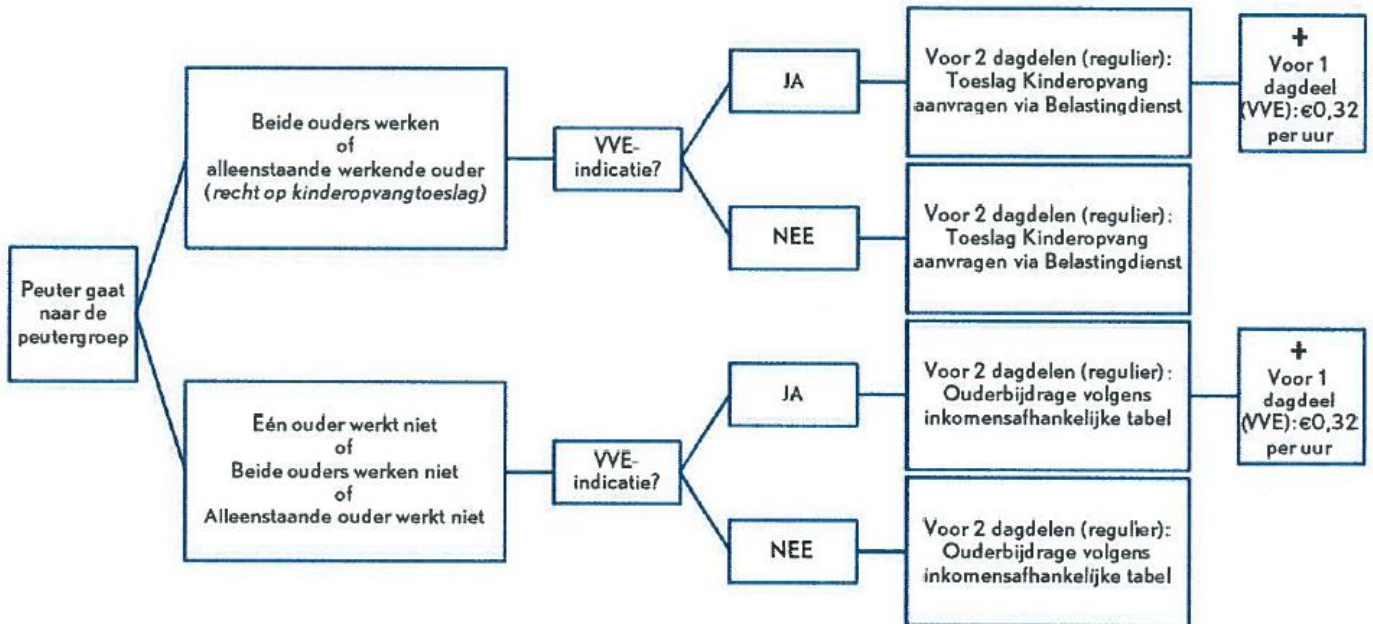 Peuter gaat
naar de
peutergroep
Beide ouders werken
of
alleenstaande werkende ouder
(recht op kinderopvangtoeslag)
VVE-
indicatie?
JA
Voor 2 dagdelen (regulier):
Toeslag Kinderopvang
aanvragen via Belastingdienst
+
Voor 1
dagdeel
(VVE):€0,32
per uur
NEE
Voor 2 dagdelen (regulier):
Toeslag Kinderopvang
aanvragen via Belastingdienst
Eén ouder werkt niet
of
Beide ouders werken niet
of
Alleenstaande ouder werkt niet
VVE-
indicatie?
JA
Voor 2 dagdelen (regulier):
Ouderbijdrage volgens
inkomensafhankelijke tabel
+
Voor 1
dagdeel
(VVE):€0,32
per uur
NEE
Voor 2 dagdelen (regulier):
Ouderbijdrage volgens
inkomensafhankelijke tabel